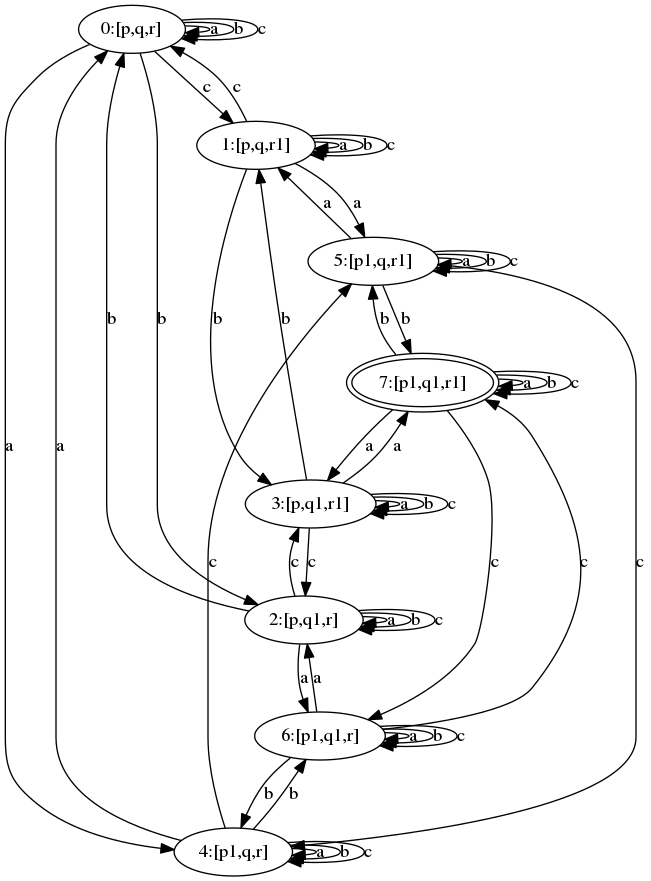 0:[p,q,r] a b c
c c
1:[p,q,r1] a b c
a a
5:[p1,q,r1] a b c
b b b b b b
7:[p1,q1,r1] a b c
a a a a
3:[p,q1,r1] a b c
c c c c c
2:[p,q1,r] a b c
a a
6:[p1,q1,r] a b c
b b
4:[p1,q,r] a b c